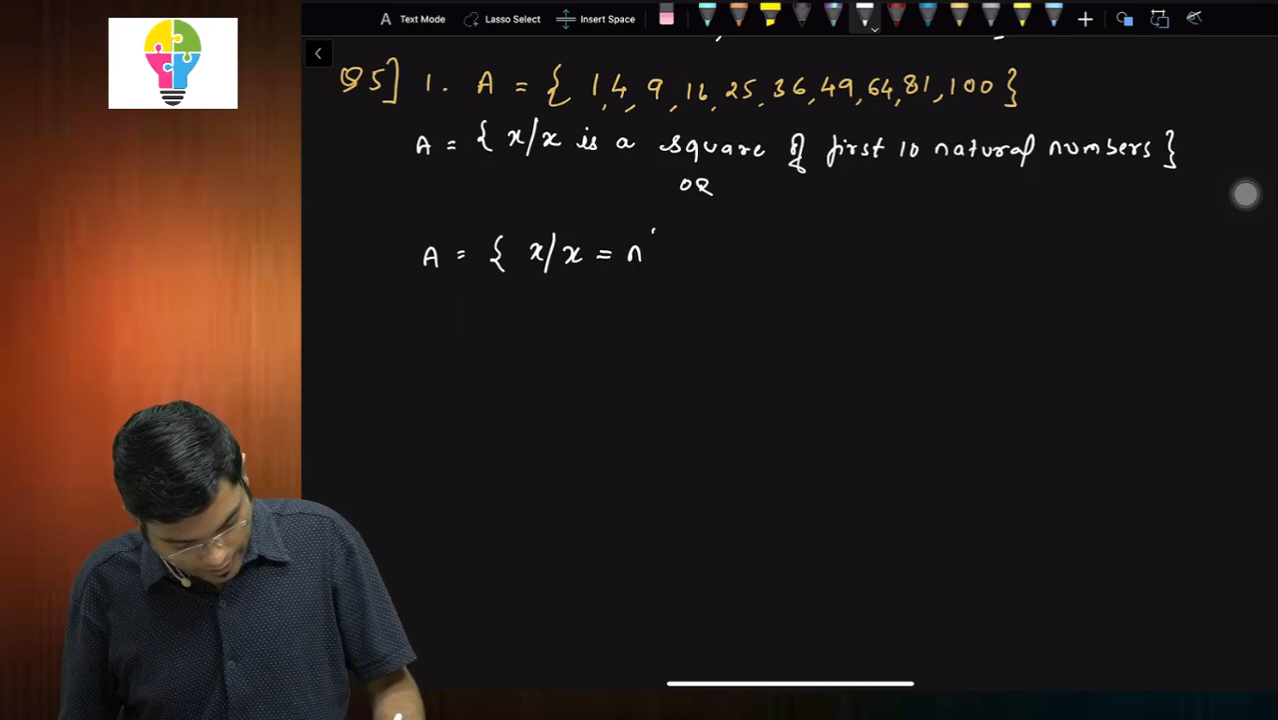 A Text Mode Lasso Select Insert Space
Q5] 1. A = { 1,4,9,16,25,36,49,64,81,100}
A = { x/x is a square of first 10 natural numbers }
OR
A = { x/x = n